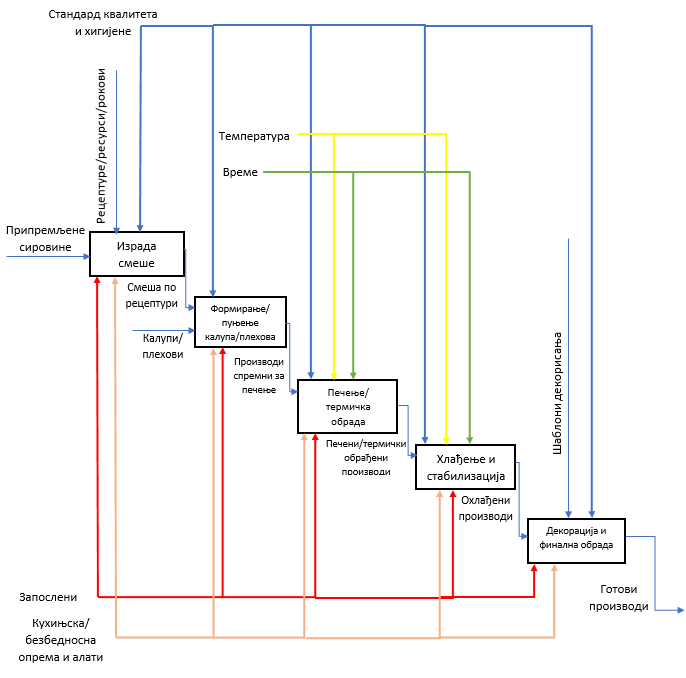 Стандард квалитета
и хигијене
Рецептуре/ресурси/рокови
Температура
Време
Припремљене
сировине
Израда
смеше
Смеша по
рецептури
Формирање/
пуњење
калупа/плехова
Калупи/
плехови
Производи
спремни за
печење
Печење/
термичка
обрада
Шаблони декорисања
Печени/термички
обрађени
производи
Хлађење и
стабилизација
Охлађени
производи
Декорација и
финална обрада
Готови
производи
Запослени
Кухињска/
безбедносна
опрема и алати